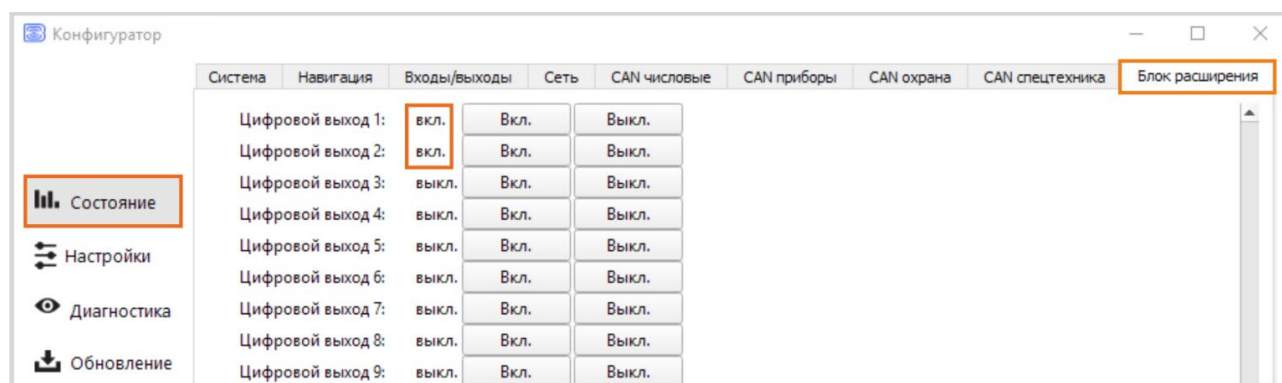 Конфигуратор
Система Навигация Входы/выходы Сеть CAN числовые CAN приборы CAN охрана CAN спецтехника Блок расширения
Цифровой выход 1: вкл. Вкл. Выкл.
Цифровой выход 2: вкл. Вкл. Выкл.
Цифровой выход 3: выкл. Вкл. Выкл.
Состояние
Цифровой выход 4: выкл. Вкл. Выкл.
Цифровой выход 5: выкл. Вкл. Выкл.
Настройки
Цифровой выход 6: выкл. Вкл. Выкл.
Цифровой выход 7: выкл. Вкл. Выкл.
Диагностика
Цифровой выход 8: выкл. Вкл. Выкл.
Обновление
Цифровой выход 9: выкл. Вкл. Выкл.